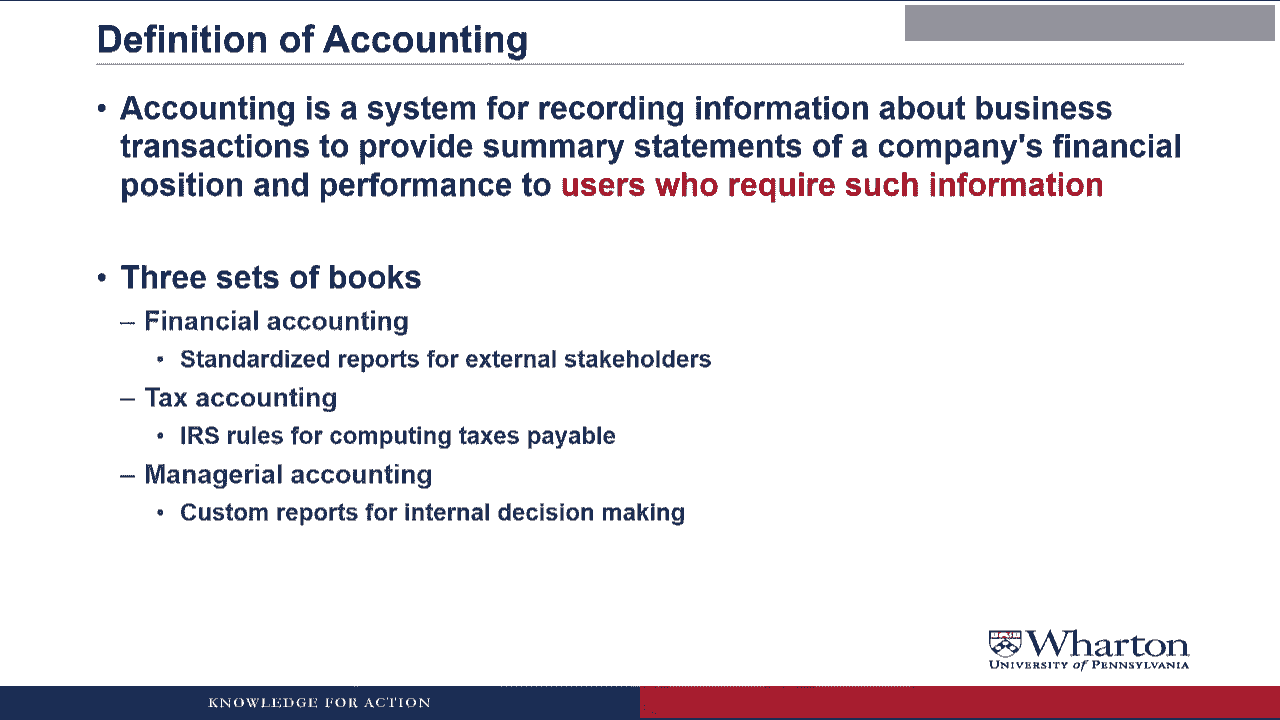 Definition of Accounting
• Accounting is a system for recording information about business
transactions to provide summary statements of a company's financial
position and performance to users who require such information
• Three sets of books
– Financial accounting
• Standardized reports for external stakeholders
– Tax accounting
• IRS rules for computing taxes payable
– Managerial accounting
• Custom reports for internal decision making
Wharton
UNIVERSITY of PENNSYLVANIA
KNOWLEDGE FOR ACTION